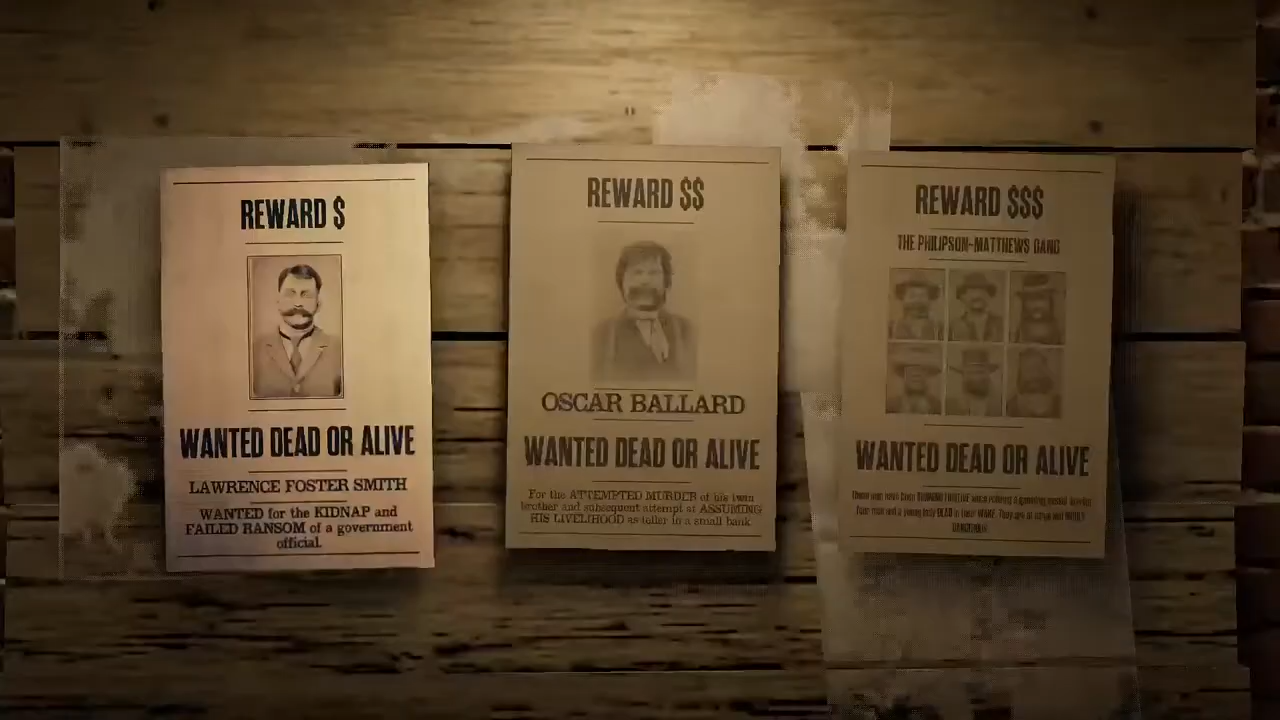 REWARD $
WANTED DEAD OR ALIVE
LAWRENCE FOSTER SMITH
WANTED for the KIDNAP and
FAILED RANSOM of a government
official.
REWARD $$
OSCAR BALLARD
WANTED DEAD OR ALIVE
For the ATTEMPTED MURDER of his twin
brother and subsequent attempt at ASSUMING
HIS LIVELIHOOD as teller in a small bank
REWARD $$$
THE PHILIPSON-MATTHEWS GANG
WANTED DEAD OR ALIVE